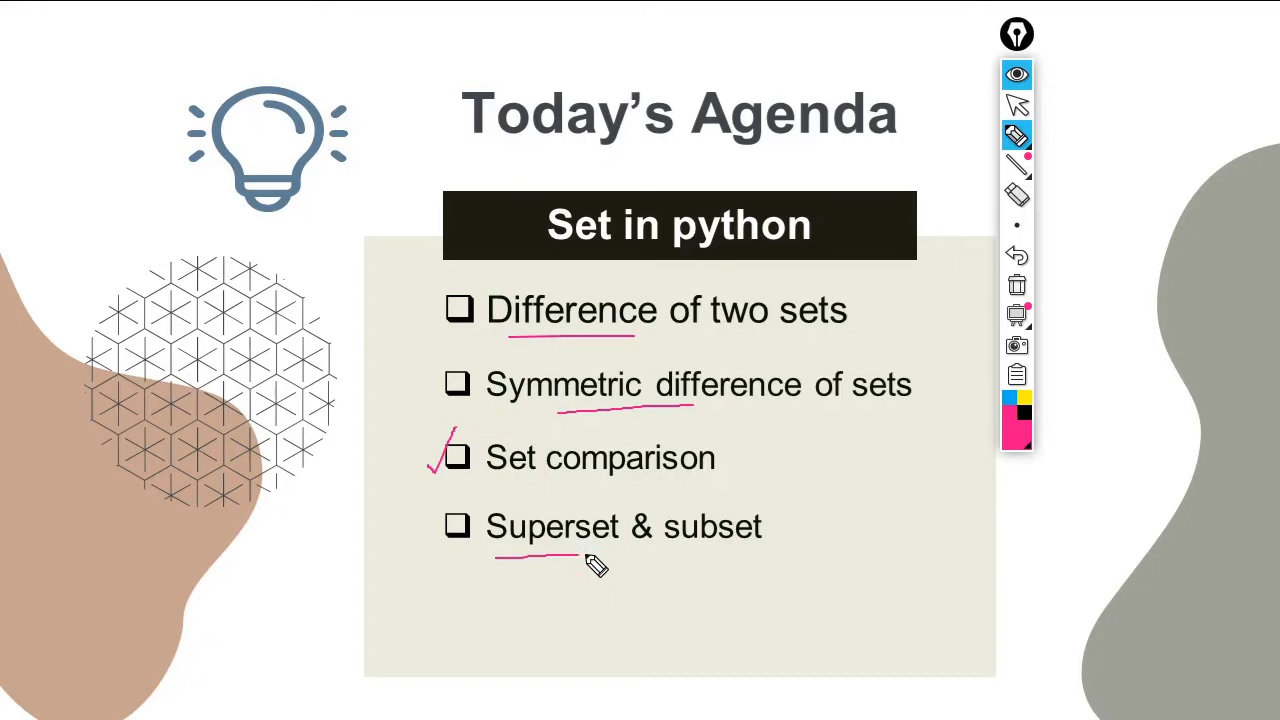 Today’s Agenda
Set in python
Difference of two sets
Symmetric difference of sets
Set comparison
Superset & subset